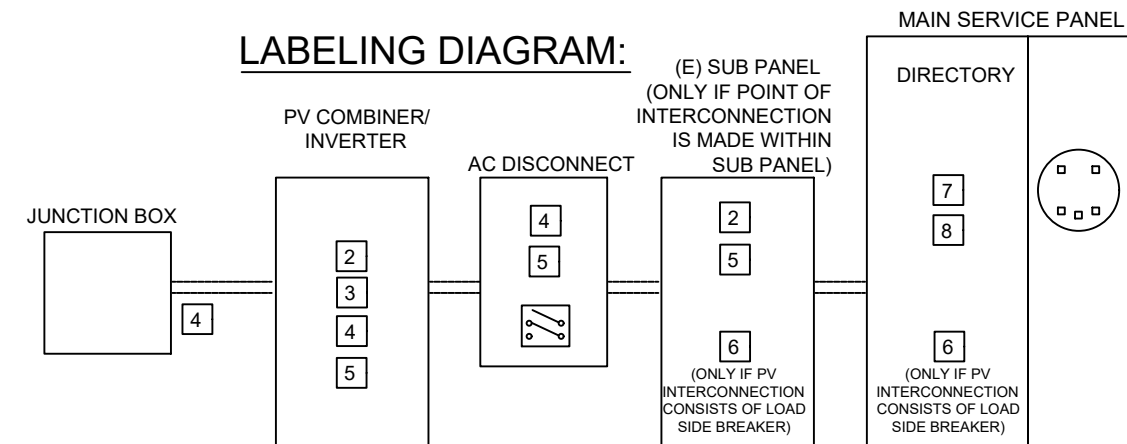 MAIN SERVICE PANEL
LABELING DIAGRAM:
(E) SUB PANEL
(ONLY IF POINT OF
INTERCONNECTION
IS MADE WITHIN
SUB PANEL)
DIRECTORY
PV COMBINER/
INVERTER
AC DISCONNECT
JUNCTION BOX
4
2
3
4
5
4
5
2
5
6
(ONLY IF PV
INTERCONNECTION
CONSISTS OF LOAD
SIDE BREAKER)
7
8
6
(ONLY IF PV
INTERCONNECTION
CONSISTS OF LOAD
SIDE BREAKER)